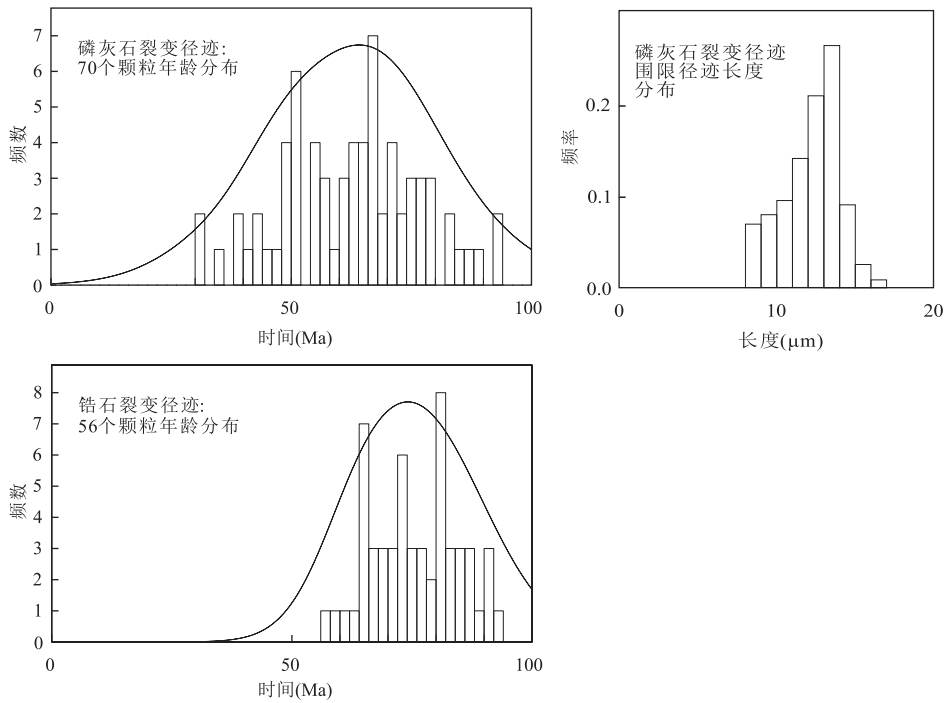 磷灰石裂变径迹:
70个颗粒年龄分布
频数
7
6
5
4
3
2
1
0
0 50 100
时间(Ma)
磷灰石裂变径迹
围限径迹长度
分布
频率
0.2
0.1
0.0
0 10 20
长度(μm)
锆石裂变径迹:
56个颗粒年龄分布
频数
8
7
6
5
4
3
2
1
0
0 50 100
时间(Ma)